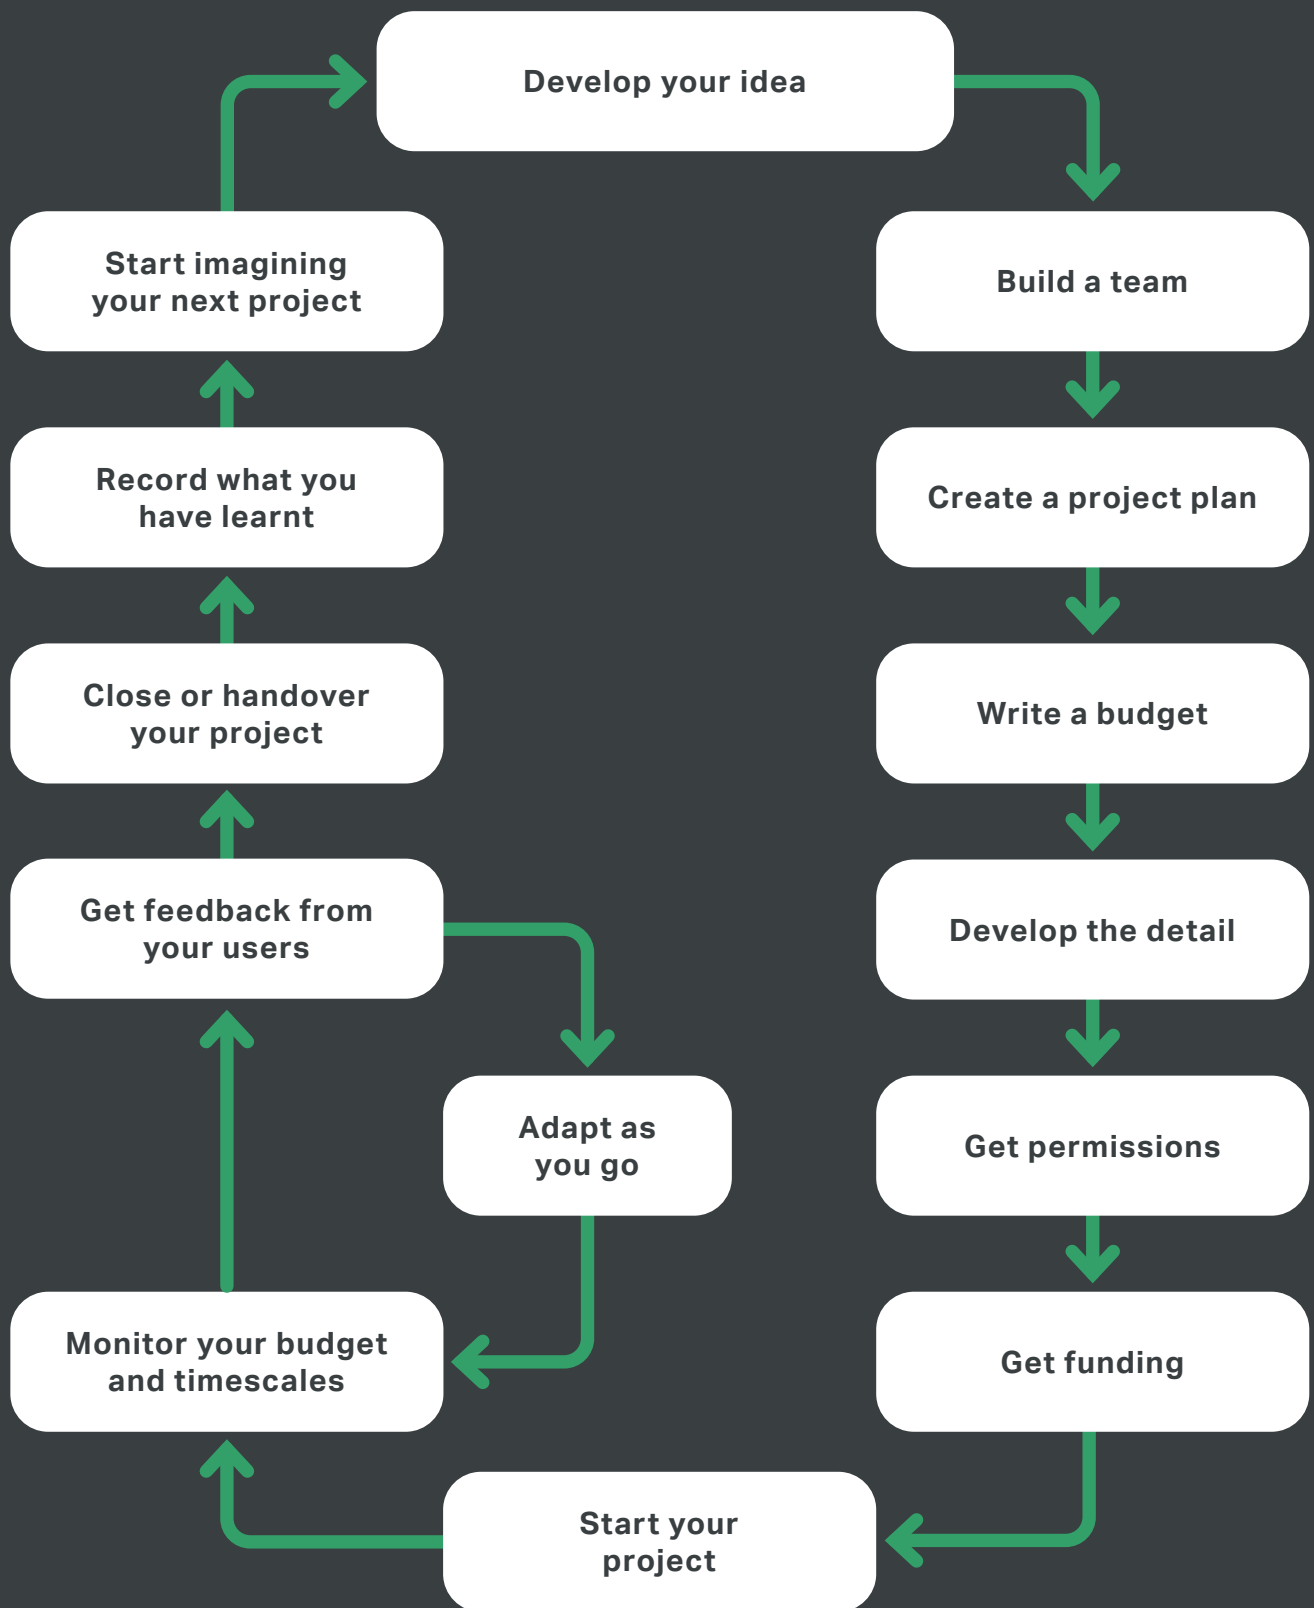 Develop your idea
Build a team
Create a project plan
Write a budget
Develop the detail
Get permissions
Get funding
Start your
project
Monitor your budget
and timescales
Get feedback from
your users
Adapt as
you go
Close or handover
your project
Record what you
have learnt
Start imagining
your next project